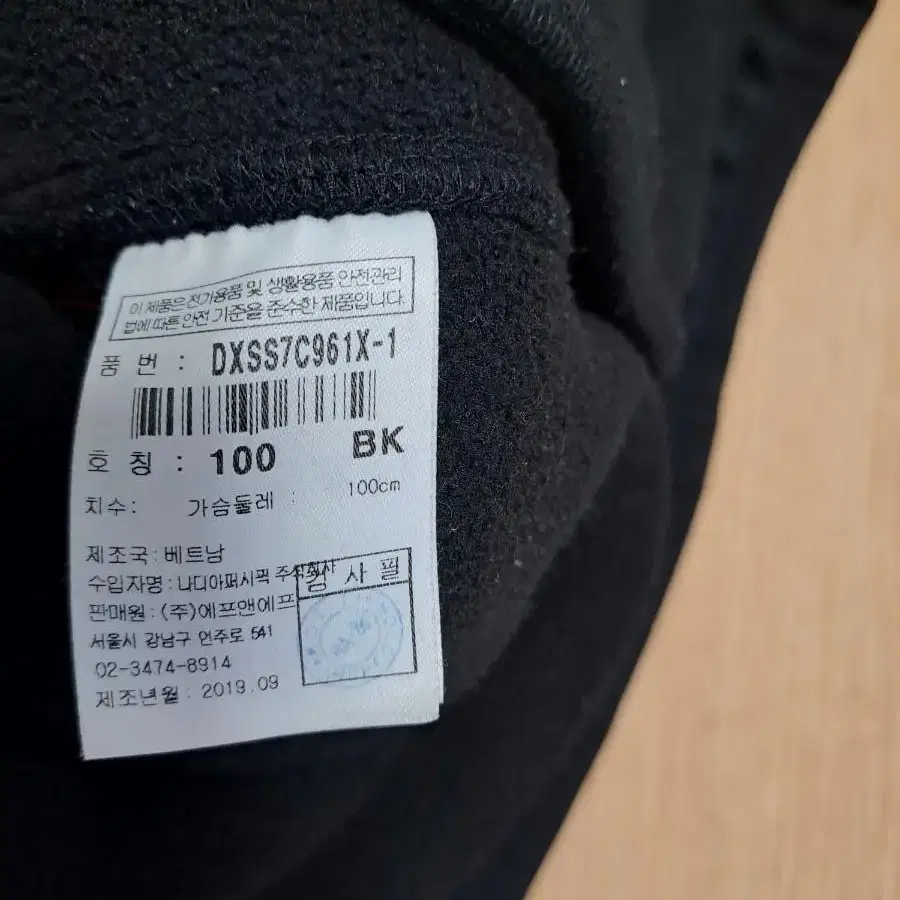 이 제품은 전기용품 및 생활용품 안전관리
법에 따른 안전 기준을 준수한 제품입니다.
품 번 : DXSS7C961X-1
호 칭 : 100 BK
치수: 가슴둘레 : 100cm
제조국: 베트남
수입자명: 나디아퍼시픽 주식회사
검 사 필
판매원: (주)에프앤에프
서울시 강남구 언주로 541
02-3474-8914
제조년월: 2019.09